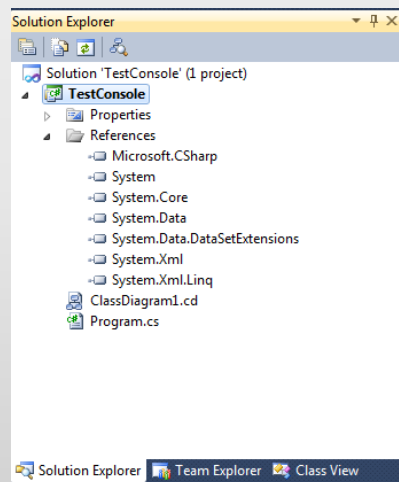 Solution Explorer
Solution 'TestConsole' (1 project)
TestConsole
Properties
References
Microsoft.CSharp
System
System.Core
System.Data
System.Data.DataSetExtensions
System.Xml
System.Xml.Linq
ClassDiagram1.cd
Program.cs
Solution Explorer Team Explorer Class View